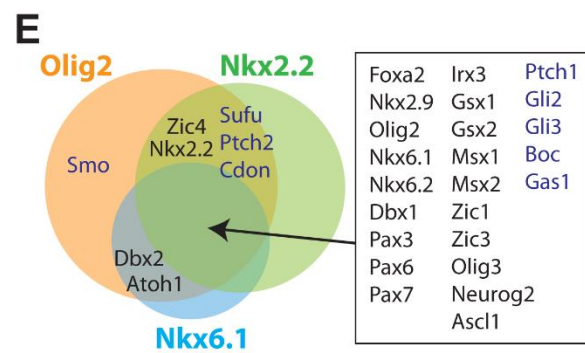 E
Olig2
Nkx2.2
Zic4
Nkx2.2
Sufu
Ptch2
Cdon
Smo
Dbx2
Atoh1
Nkx6.1
Foxa2
Nkx2.9
Olig2
Nkx6.1
Nkx6.2
Dbx1
Pax3
Pax6
Pax7
Irx3
Gsx1
Gsx2
Msx1
Msx2
Zic1
Zic3
Olig3
Neurog2
Ascl1
Ptch1
Gli2
Gli3
Boc
Gas1